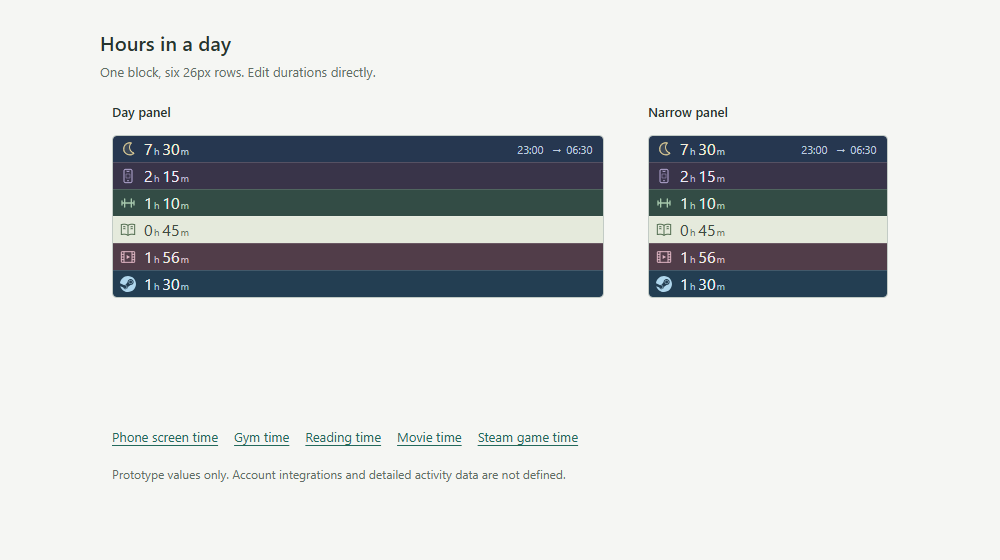 Hours in a day
One block, six 26px rows. Edit durations directly.
Day panel
7h 30m 23:00 → 06:30
2h 15m
1h 10m
0h 45m
1h 56m
1h 30m
Narrow panel
7h 30m 23:00 → 06:30
2h 15m
1h 10m
0h 45m
1h 56m
1h 30m
Phone screen time Gym time Reading time Movie time Steam game time
Prototype values only. Account integrations and detailed activity data are not defined.